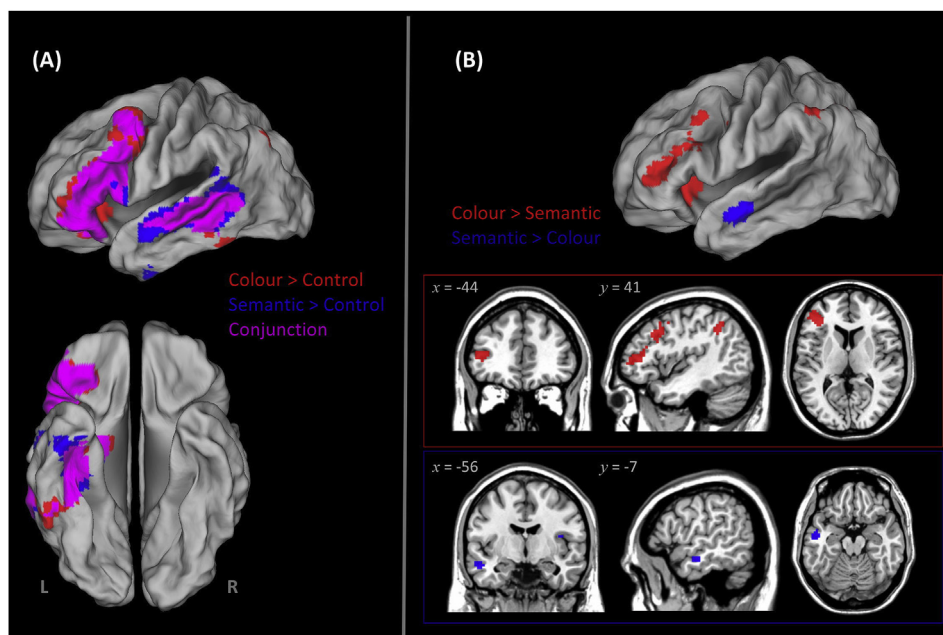 (A)
Colour > Control
Semantic > Control
Conjunction
L
R
(B)
Colour > Semantic
Semantic > Colour
x = -44
y = 41
x = -56
y = -7